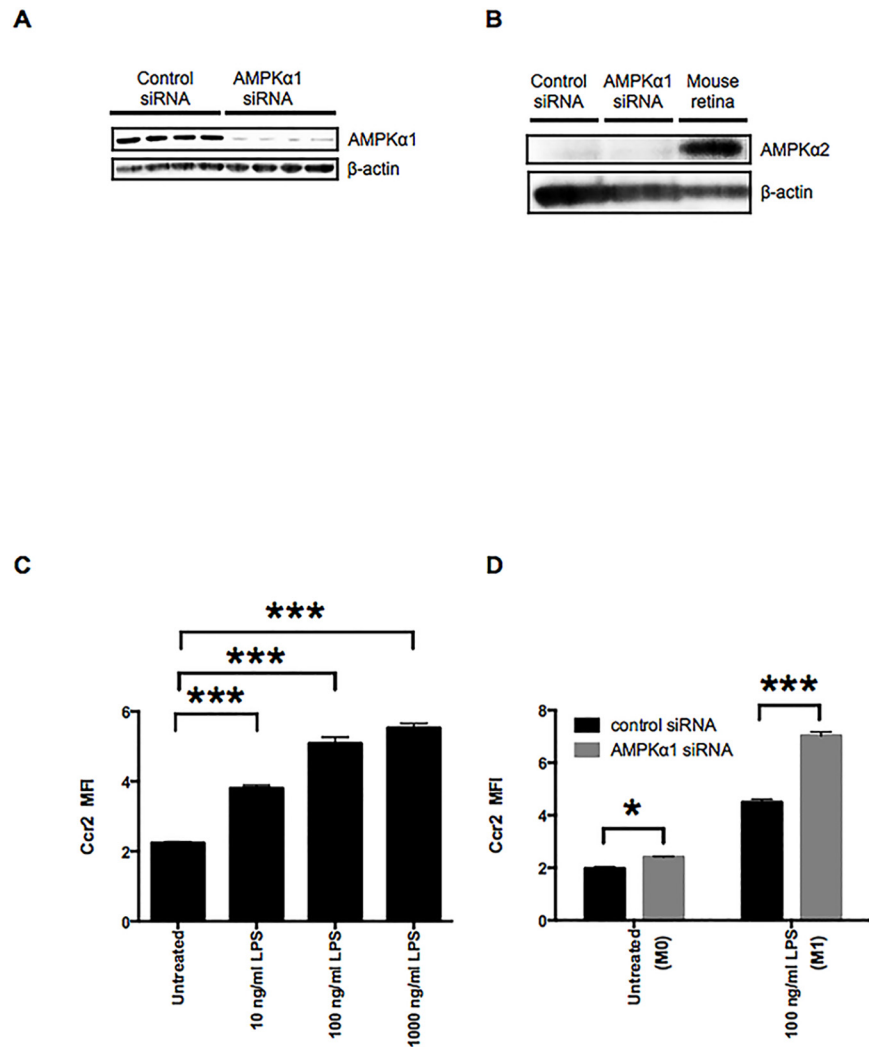 A
Control
siRNA
AMPKα1
siRNA
AMPKα1
β-actin
B
Control
siRNA
AMPKα1
siRNA
Mouse
retina
AMPKα2
β-actin
C
***
***
***
6
4
2
0
Ccr2 MFI
Untreated
10 ng/ml LPS
100 ng/ml LPS
1000 ng/ml LPS
D
***
*
control siRNA
AMPKα1 siRNA
8
6
4
2
0
Ccr2 MFI
Untreated
(M0)
100 ng/ml LPS
(M1)